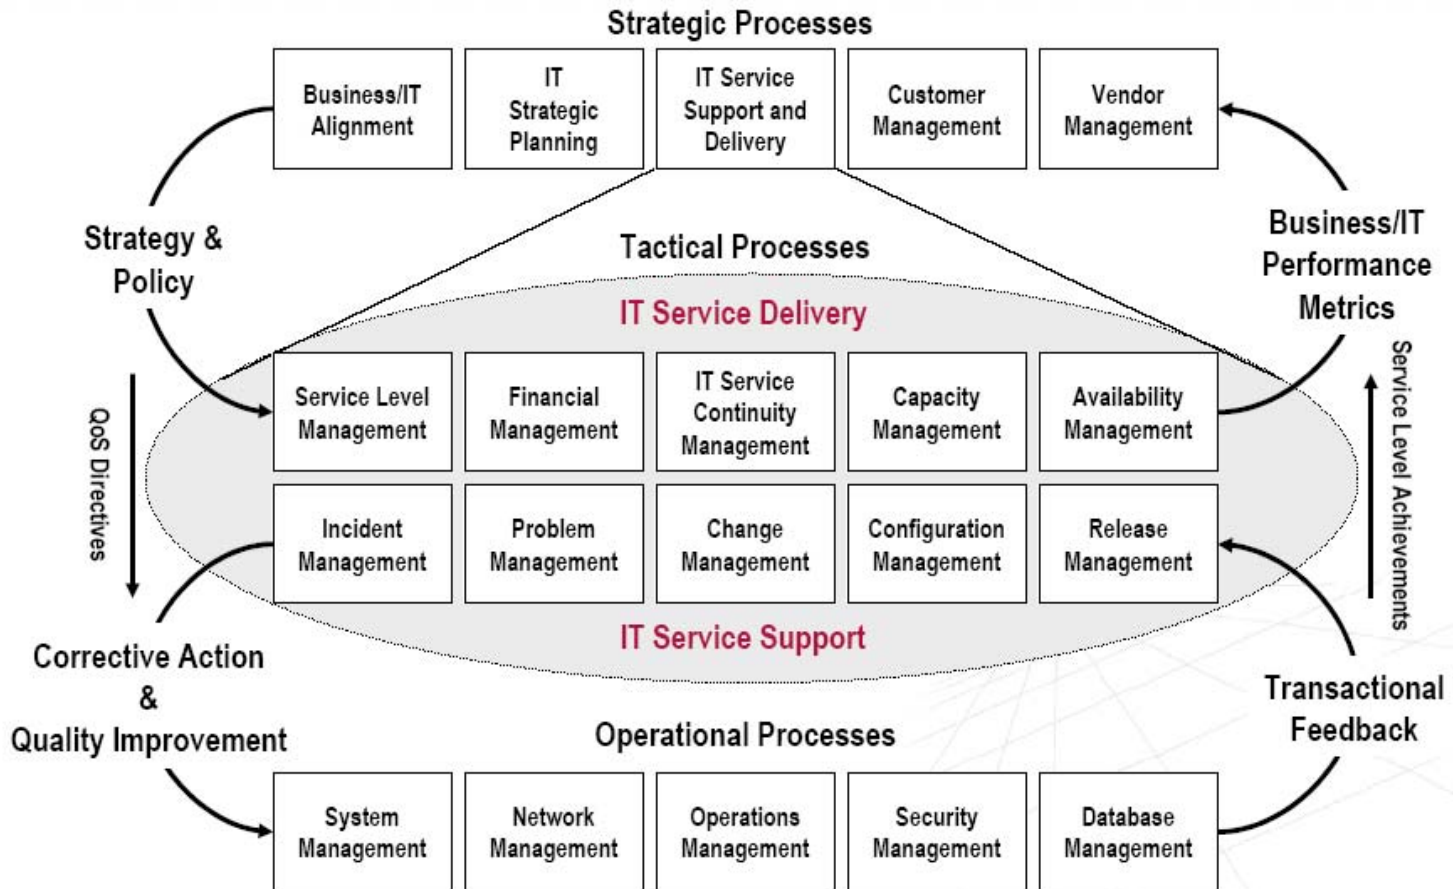 Strategic Processes
Business/IT
Alignment
IT
Strategic
Planning
IT Service
Support and
Delivery
Customer
Management
Vendor
Management
Strategy &
Policy
Business/IT
Performance
Metrics
Tactical Processes
IT Service Delivery
Service Level
Management
Financial
Management
IT Service
Continuity
Management
Capacity
Management
Availability
Management
QoS Directives
Service Level Achievements
Incident
Management
Problem
Management
Change
Management
Configuration
Management
Release
Management
IT Service Support
Corrective Action
&
Quality Improvement
Transactional
Feedback
Operational Processes
System
Management
Network
Management
Operations
Management
Security
Management
Database
Management